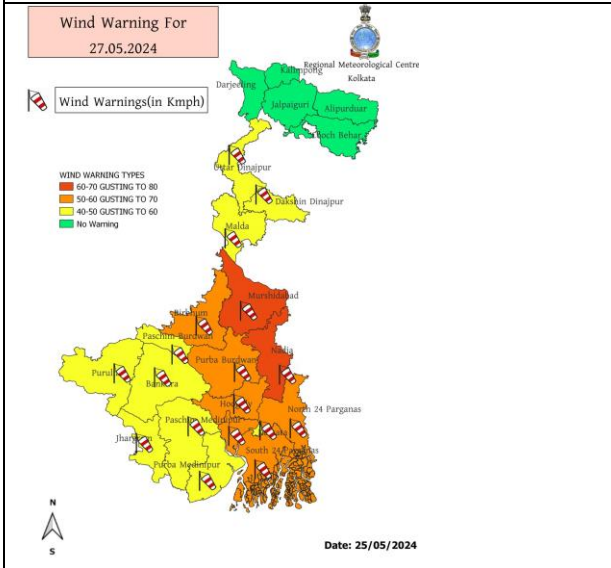 Wind Warning For
27.05.2024
Regional Meteorological Centre
Kolkata
Wind Warnings(in Kmph)
WIND WARNING TYPES
60-70 GUSTING TO 80
50-60 GUSTING TO 70
40-50 GUSTING TO 60
No Warning
Kalimpong
Darjeeling
Jalpaiguri
Alipurduar
Koch Behar
Uttar Dinajpur
Dakshin Dinajpur
Malda
Murshidabad
Birbhum
Paschim Burdwan
Nadia
Purba Burdwan
Bankura
North 24 Parganas
Paschim Medinipur
Purba Medinipur
N
S
Date: 25/05/2024